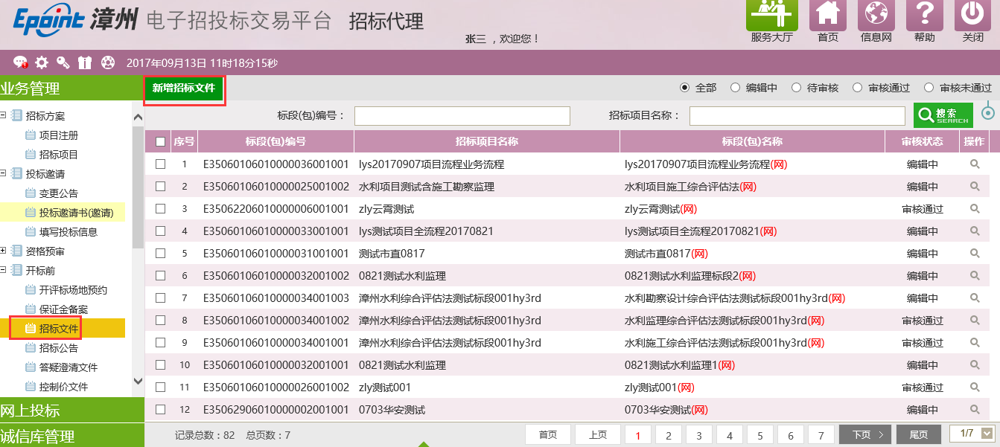 Epoint 漳州 电子招投标交易平台 招标代理
张三 ，欢迎您！
服务大厅 首页 信息网 帮助 关闭
2017年09月13日 11时18分15秒
业务管理
招标方案
项目注册
招标项目
投标邀请
变更公告
投标邀请书(邀请)
填写投标信息
资格预审
开标前
开评标场地预约
保证金备案
招标文件
招标公告
答疑澄清文件
控制价文件
网上投标
诚信库管理
新增招标文件 全部 编辑中 待审核 审核通过 审核未通过
标段(包)编号： 招标项目名称： 搜索 SEARCH
序号 标段(包)编号 招标项目名称 标段(包)名称 审核状态 操作
1 E3506010601000036001001 lys20170907项目流程业务流程 lys20170907项目流程业务流程(网) 编辑中
2 E3506010601000025001002 水利项目测试含施工勘察监理 水利项目施工综合评估法(网) 编辑中
3 E3506220601000006001001 zly云霄测试 zly云霄测试(网) 审核通过
4 E3506010601000033001001 lys测试项目全流程20170821 lys测试项目全流程20170821(网) 编辑中
5 E3506010601000031001001 测试市直0817 测试市直0817(网) 编辑中
6 E3506010601000032001002 0821测试水利监理 0821测试水利监理标段2(网) 编辑中
7 E3506010601000034001003 漳州水利综合评估法测试标段001hy3rd 水利勘察设计综合评估法测试标段001hy3rd(网) 编辑中
8 E3506010601000034001002 漳州水利综合评估法测试标段001hy3rd 水利监理综合评估法测试标段001hy3rd(网) 审核通过
9 E3506010601000034001001 漳州水利综合评估法测试标段001hy3rd 水利施工综合评估法测试标段001hy3rd(网) 审核通过
10 E3506010601000032001001 0821测试水利监理 0821测试水利监理1(网) 编辑中
11 E3506010601000026001002 zly测试001 zly测试001(网) 审核通过
12 E3506290601000002001001 0703华安测试 0703华安测试(网) 编辑中
记录总数：82 总页数：7 首页 上页 1 2 3 4 5 6 7 下页 尾页 1/7